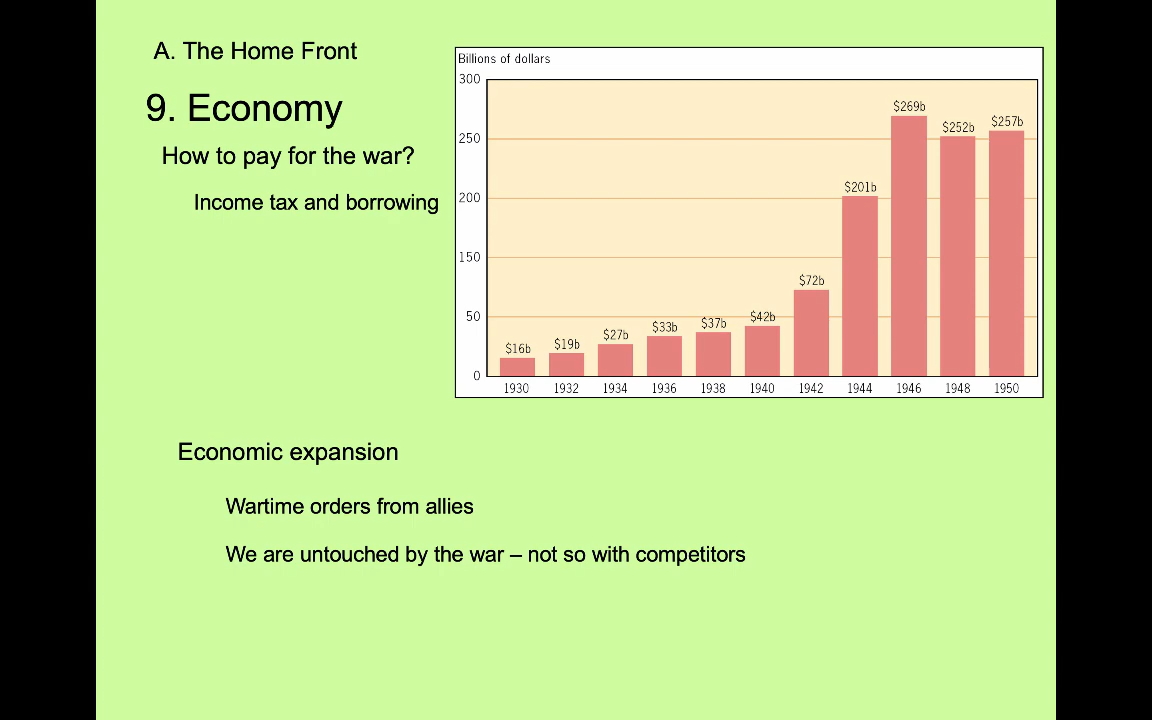 A. The Home Front
9. Economy
How to pay for the war?
Income tax and borrowing
Billions of dollars
300
250
200
150
50
0
$16b
$19b
$27b
$33b
$37b
$42b
$72b
$201b
$269b
$252b
$257b
1930 1932 1934 1936 1938 1940 1942 1944 1946 1948 1950
Economic expansion
Wartime orders from allies
We are untouched by the war – not so with competitors